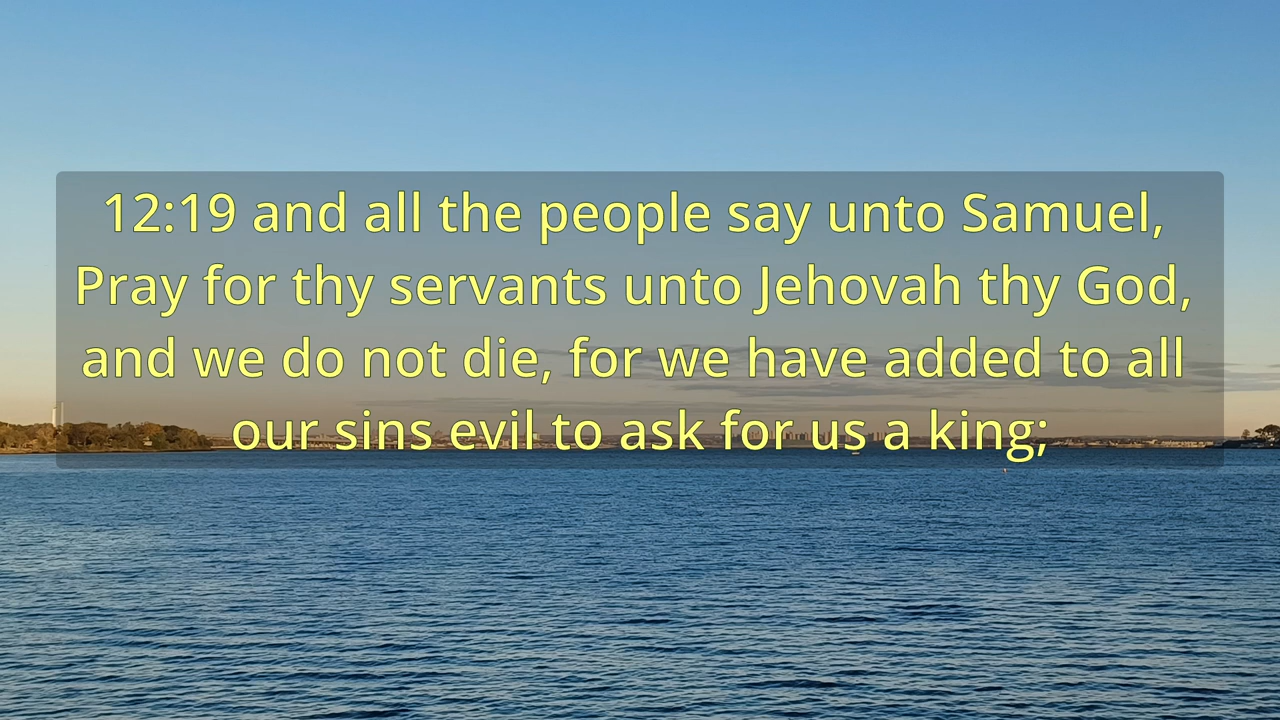 12:19 and all the people say unto Samuel,
Pray for thy servants unto Jehovah thy God,
and we do not die, for we have added to all
our sins evil to ask for us a king;